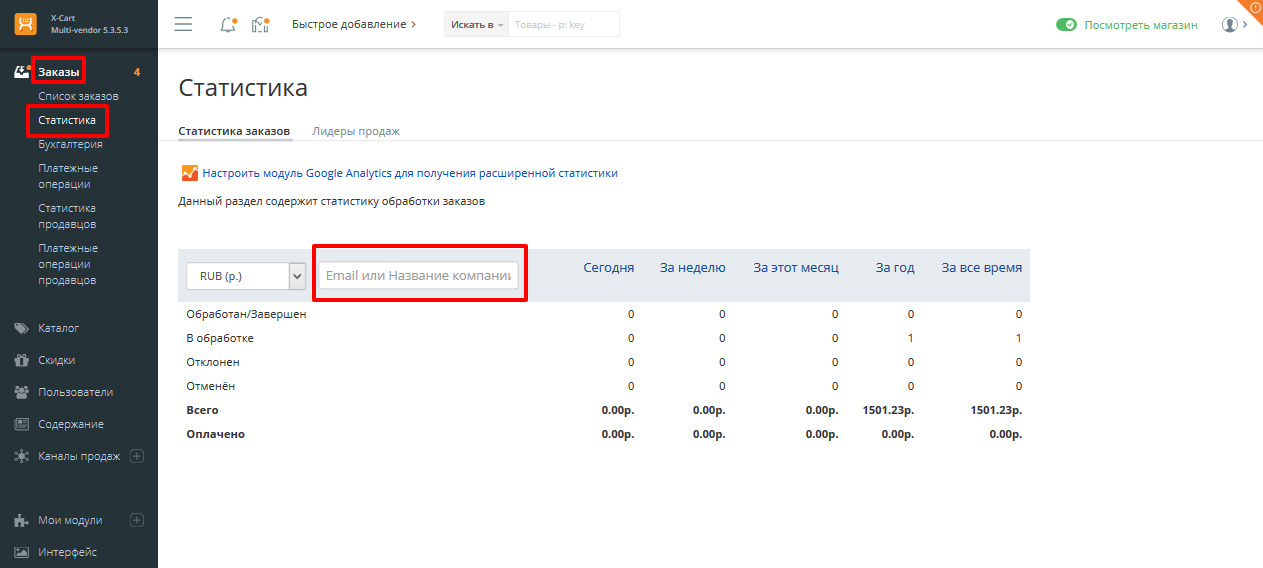 X-Cart
Multi-vendor 5.3.5.3
Быстрое добавление
Искать в
Товары - p: key
Посмотреть магазин
Заказы 4
Список заказов
Статистика
Бухгалтерия
Платежные
операции
Статистика
продавцов
Платежные
операции
продавцов
Каталог
Скидки
Пользователи
Содержание
Каналы продаж
Мои модули
Интерфейс
Статистика
Статистика заказов Лидеры продаж
Настроить модуль Google Analytics для получения расширенной статистики
Данный раздел содержит статистику обработки заказов
RUB (р.) Email или Название компании Сегодня За неделю За этот месяц За год За все время
Обработан/Завершен 0 0 0 0 0
В обработке 0 0 0 1 1
Отклонен 0 0 0 0 0
Отменён 0 0 0 0 0
Всего 0.00р. 0.00р. 0.00р. 1501.23р. 1501.23р.
Оплачено 0.00р. 0.00р. 0.00р. 0.00р. 0.00р.